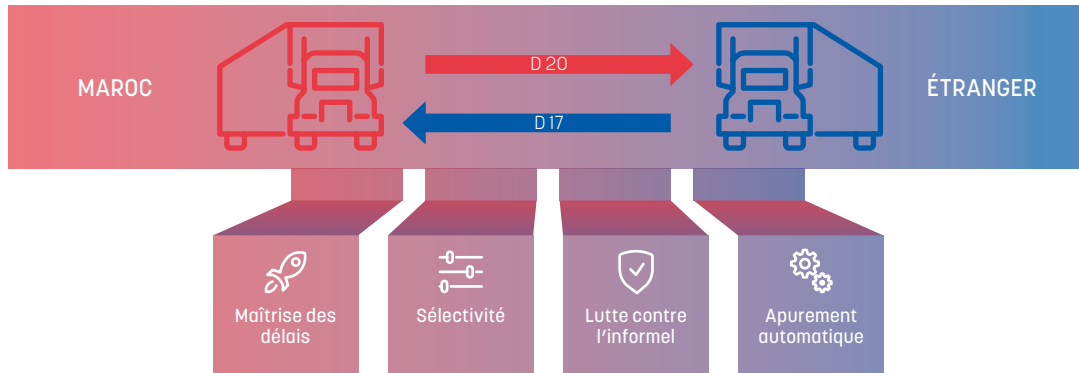 MAROC
D 20
D 17
ÉTRANGER
Maîtrise des
délais
Sélectivité
Lutte contre
l'informel
Apurement
automatique